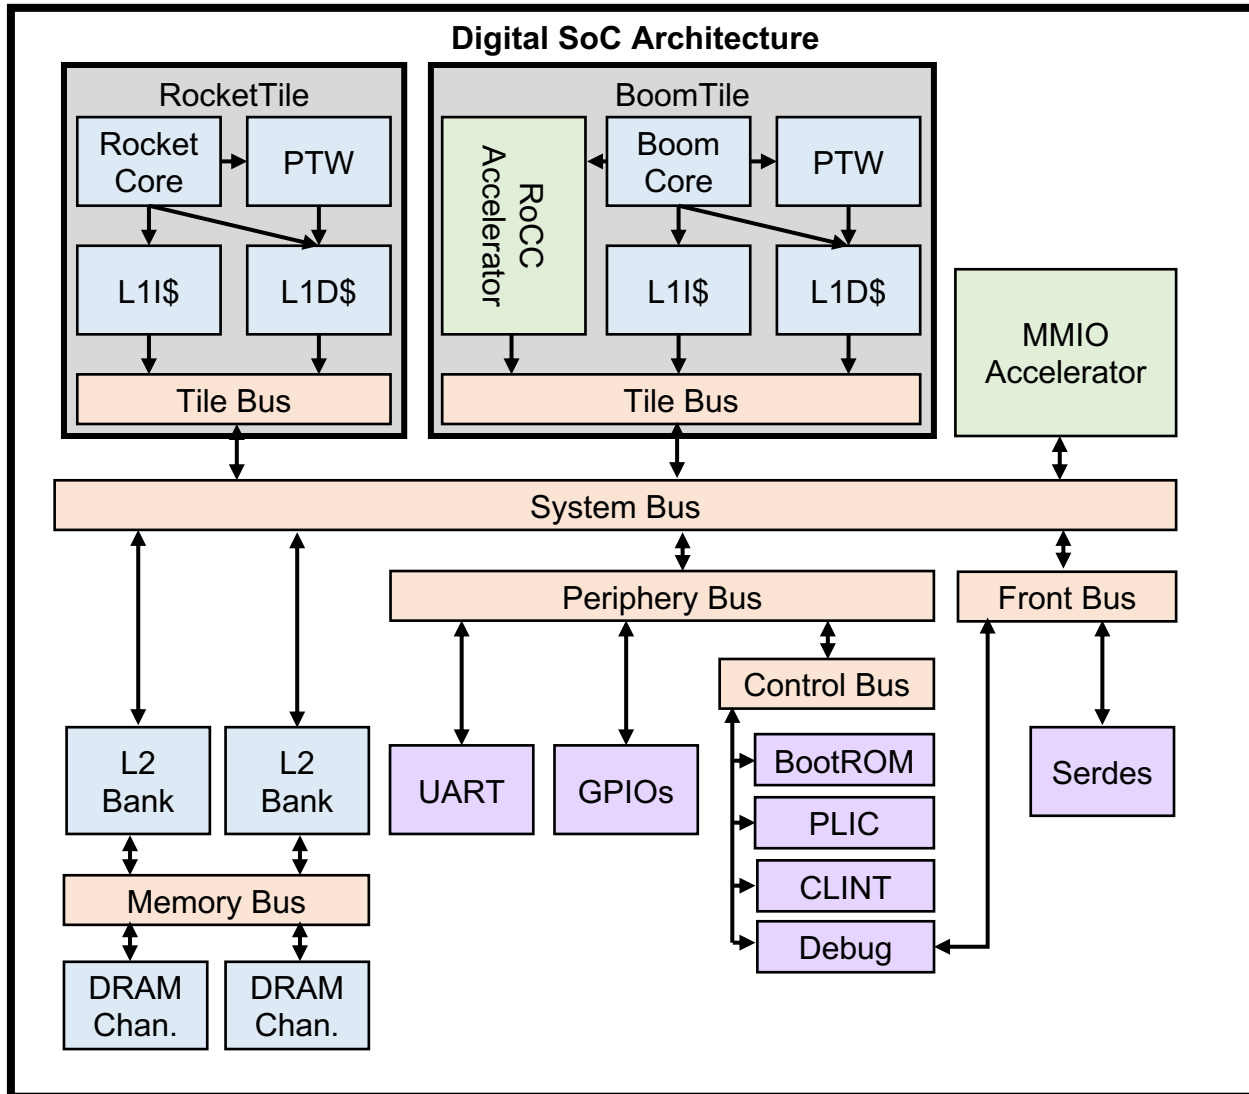 Digital SoC Architecture
RocketTile
Rocket
Core
PTW
L1I$
L1D$
Tile Bus
BoomTile
RoCC
Accelerator
Boom
Core
PTW
L1I$
L1D$
Tile Bus
MMIO
Accelerator
System Bus
Periphery Bus
Front Bus
Control Bus
L2
Bank
L2
Bank
UART
GPIOs
BootROM
PLIC
CLINT
Debug
Serdes
Memory Bus
DRAM
Chan.
DRAM
Chan.